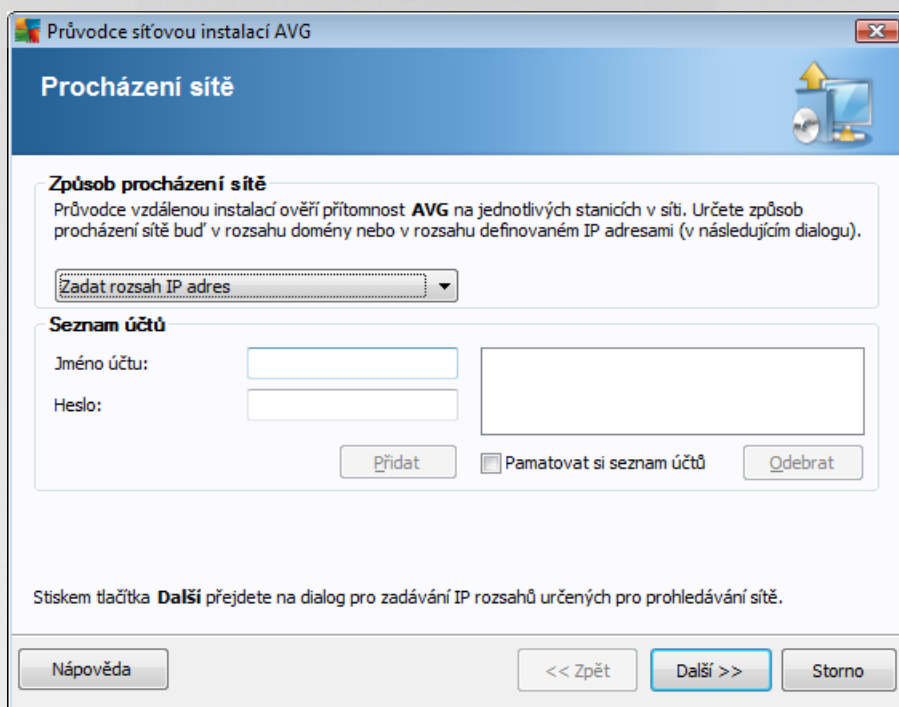 Průvodce síťovou instalací AVG
Procházení sítě
Způsob procházení sítě
Průvodce vzdálenou instalací ověří přítomnost AVG na jednotlivých stanicích v síti. Určete způsob
procházení sítě buď v rozsahu domény nebo v rozsahu definovaném IP adresami (v následujícím dialogu).
Zadat rozsah IP adres
Seznam účtů
Jméno účtu:
Heslo:
Přidat
Pamatovat si seznam účtů
Odebrat
Stiskem tlačítka Další přejdete na dialog pro zadávání IP rozsahů určených pro prohledávání sítě.
Nápověda
<< Zpět
Další >>
Storno